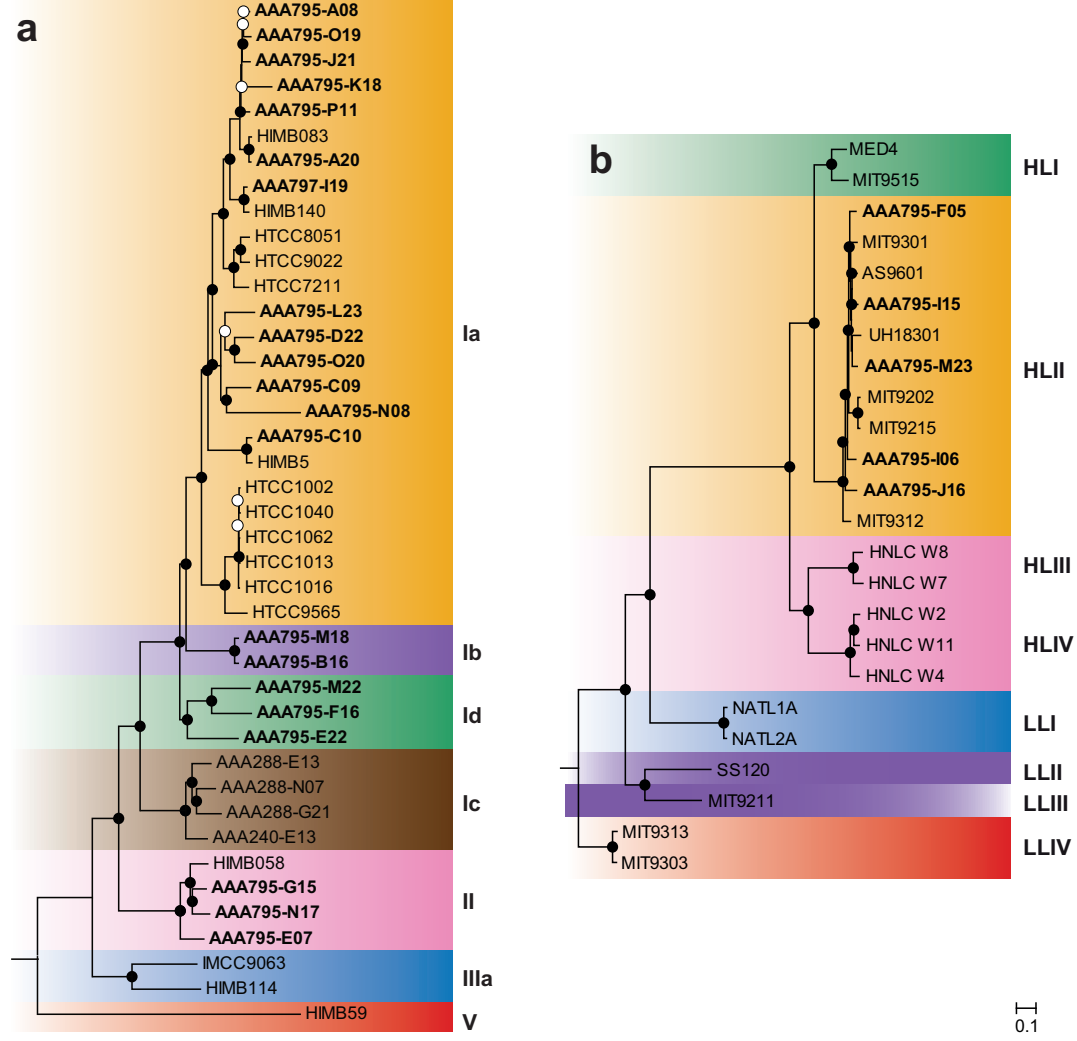 a
AAA795-A08
AAA795-O19
AAA795-J21
AAA795-K18
AAA795-P11
HIMB083
AAA795-A20
AAA797-I19
HIMB140
HTCC8051
HTCC9022
HTCC7211
AAA795-L23
AAA795-D22
AAA795-O20
AAA795-C09
AAA795-N08
AAA795-C10
HIMB5
HTCC1002
HTCC1040
HTCC1062
HTCC1013
HTCC1016
HTCC9565
Ia
AAA795-M18
AAA795-B16
Ib
AAA795-M22
AAA795-F16
AAA795-E22
Id
AAA288-E13
AAA288-N07
AAA288-G21
AAA240-E13
Ic
HIMB058
AAA795-G15
AAA795-N17
AAA795-E07
II
IMCC9063
HIMB114
IIIa
HIMB59
V
b
MED4
MIT9515
HLI
AAA795-F05
MIT9301
AS9601
AAA795-I15
UH18301
AAA795-M23
MIT9202
MIT9215
AAA795-I06
AAA795-J16
MIT9312
HLII
HNLC W8
HNLC W7
HLIII
HNLC W2
HNLC W11
HNLC W4
HLIV
NATL1A
NATL2A
LLI
SS120
LLII
MIT9211
LLIII
MIT9313
MIT9303
LLIV
0.1